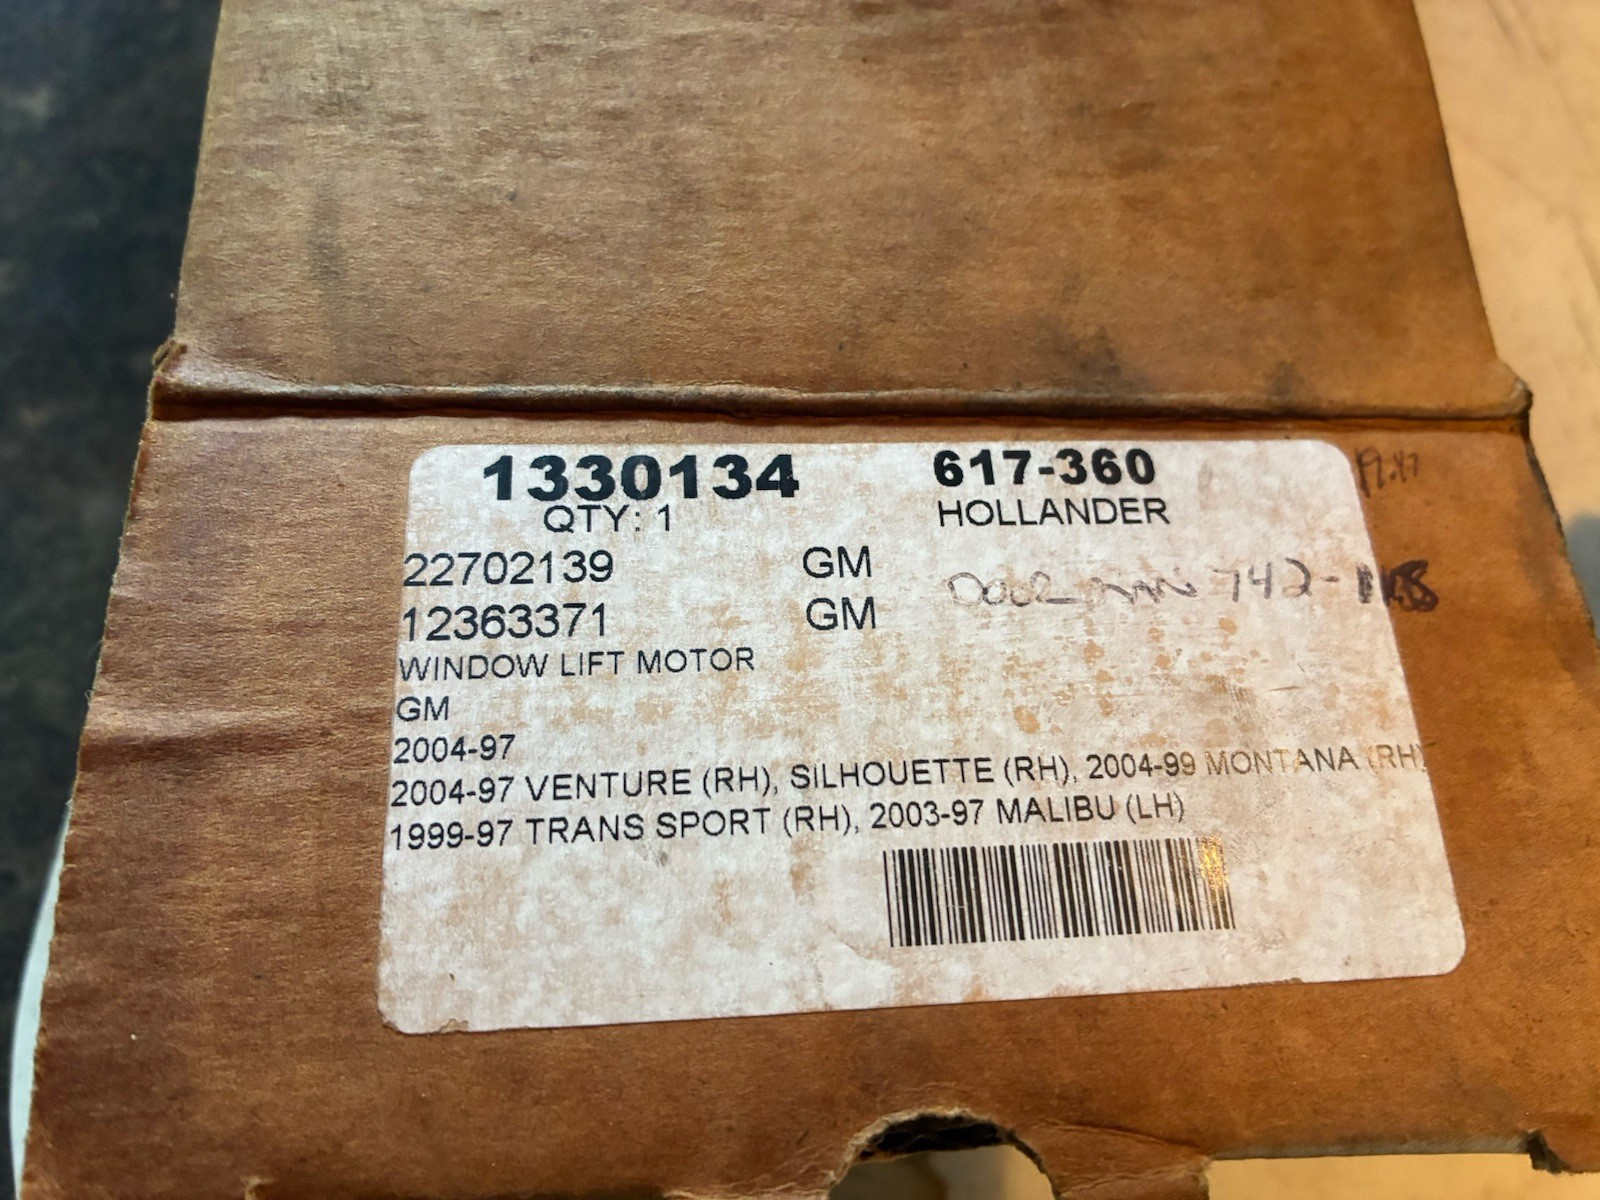 1330134 617-360
QTY: 1 HOLLANDER
22702139 GM
12363371 GM
742-
WINDOW LIFT MOTOR
GM
2004-97
2004-97 VENTURE (RH), SILHOUETTE (RH), 2004-99 MONTANA (RH)
1999-97 TRANS SPORT (RH), 2003-97 MALIBU (LH)